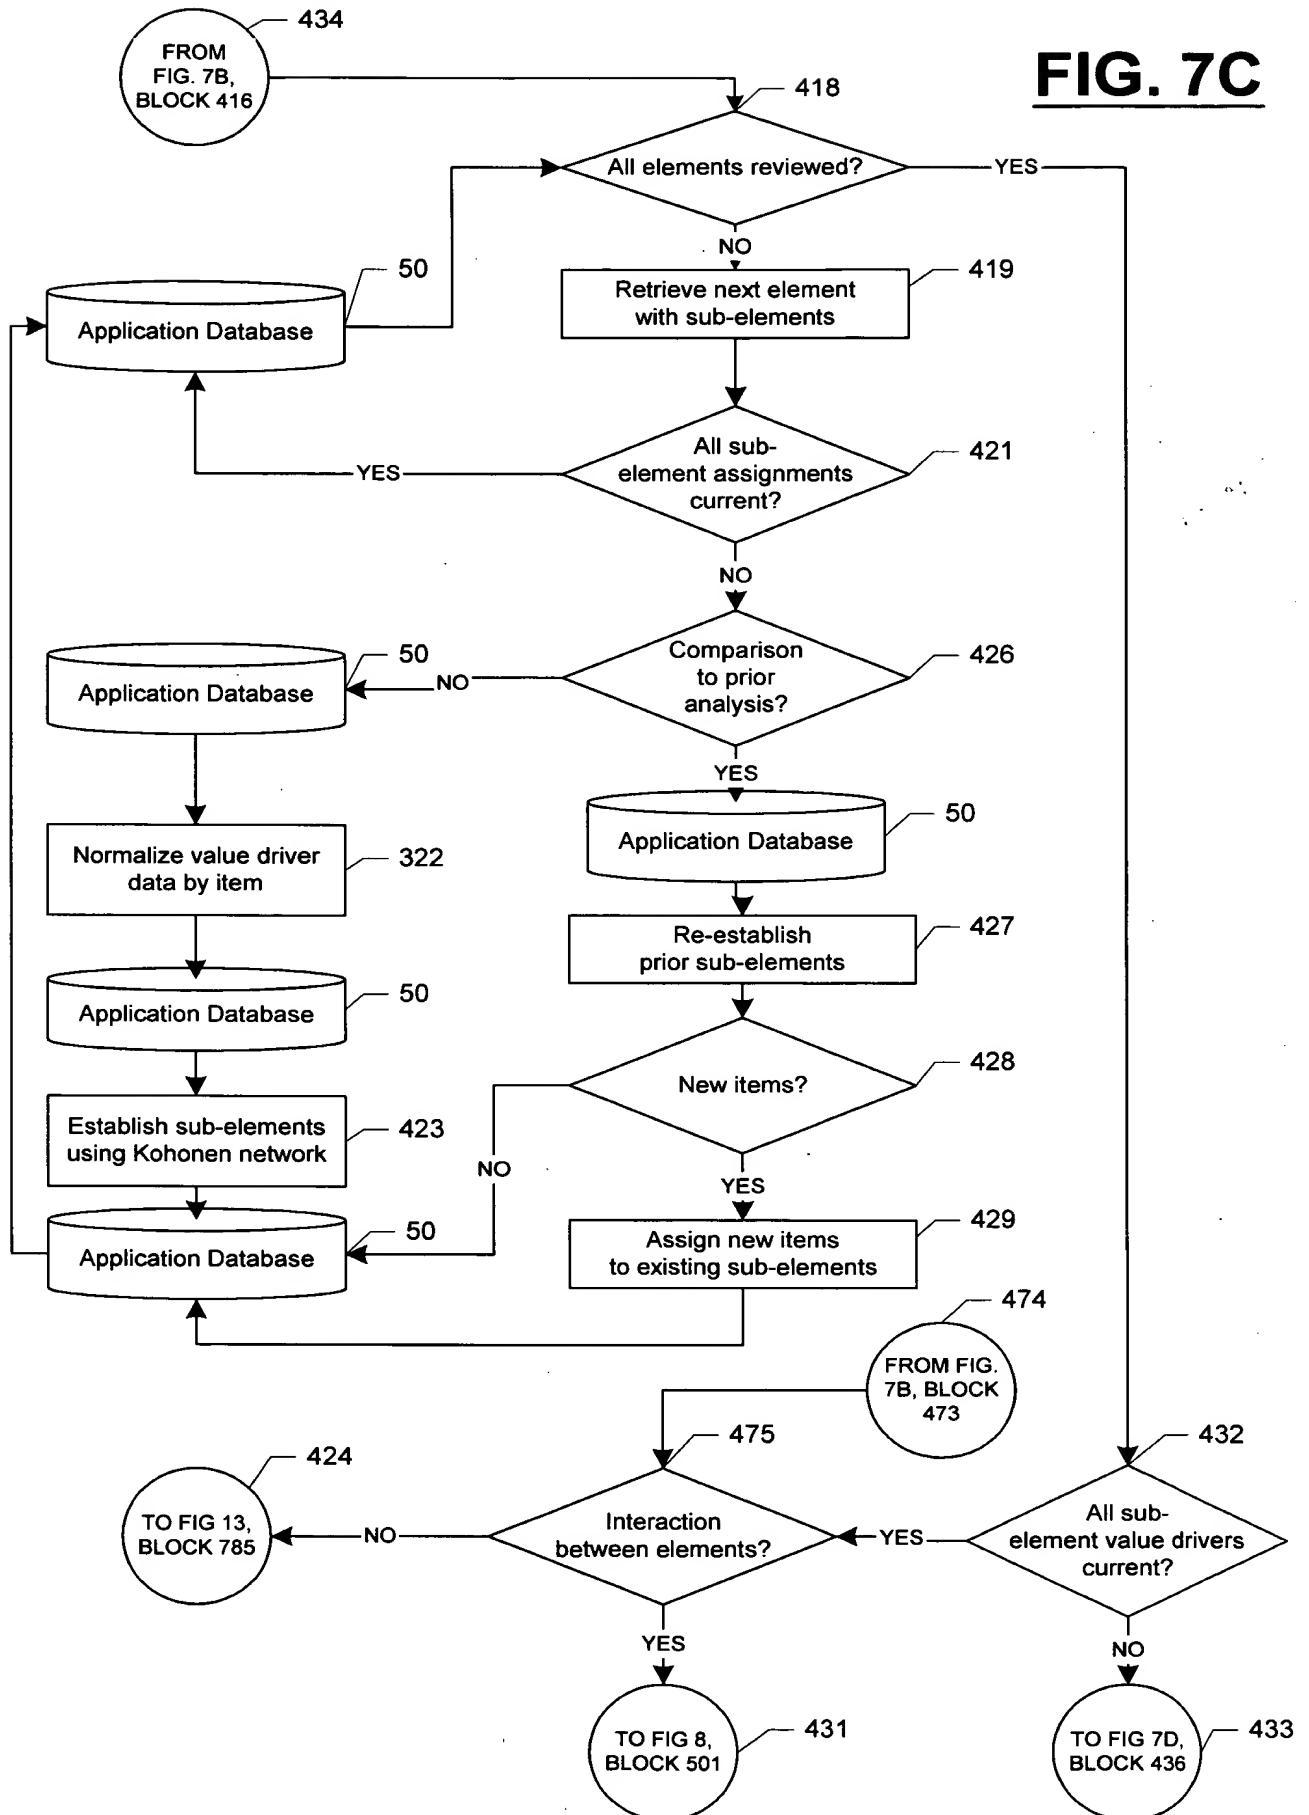 434
FROM
FIG. 7B,
BLOCK 416
FIG. 7C
418
All elements reviewed?
YES
NO
50
Application Database
419
Retrieve next element
with sub-elements
All sub-
element assignments
current?
421
YES
NO
50
Application Database
NO
Comparison
to prior
analysis?
426
YES
Application Database
50
Normalize value driver
data by item
322
Re-establish
prior sub-elements
427
50
Application Database
New items?
428
NO
YES
Establish sub-elements
using Kohonen network
423
50
Application Database
Assign new items
to existing sub-elements
429
474
FROM FIG.
7B, BLOCK
473
424
TO FIG 13,
BLOCK 785
NO
475
Interaction
between elements?
YES
432
All sub-
element value drivers
current?
YES
NO
TO FIG 8,
BLOCK 501
431
TO FIG 7D,
BLOCK 436
433